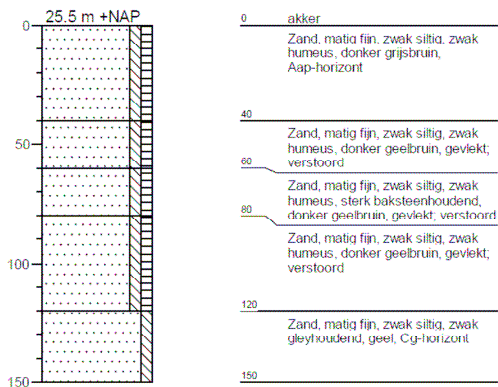 25.5 m +NAP
0
50
100
150
0 akker
Zand, matig fijn, zwak siltig, zwak
humeus, donker grijsbruin,
Aap-horizont
40
Zand, matig fijn, zwak siltig, zwak
humeus, donker geelbruin, gevlekt;
verstoord
60
Zand, matig fijn, zwak siltig, zwak
humeus, sterk baksteenhoudend,
donker geelbruin, gevlekt; verstoord
80
Zand, matig fijn, zwak siltig, zwak
humeus, donker geelbruin, gevlekt;
verstoord
120
Zand, matig fijn, zwak siltig, zwak
gleyhoudend, geel, Cg-horizont
150